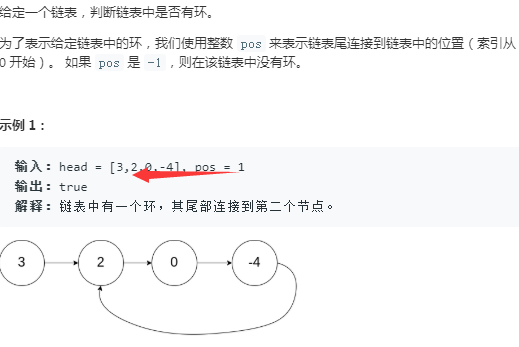 给定一个链表，判断链表中是否有环。
为了表示给定链表中的环，我们使用整数 pos 来表示链表尾连接到链表中的位置（索引从
0 开始）。 如果 pos 是 -1，则在该链表中没有环。
示例 1：
输入：head = [3,2,0,-4], pos = 1
输出：true
解释：链表中有一个环，其尾部连接到第二个节点。
3 2 0 -4